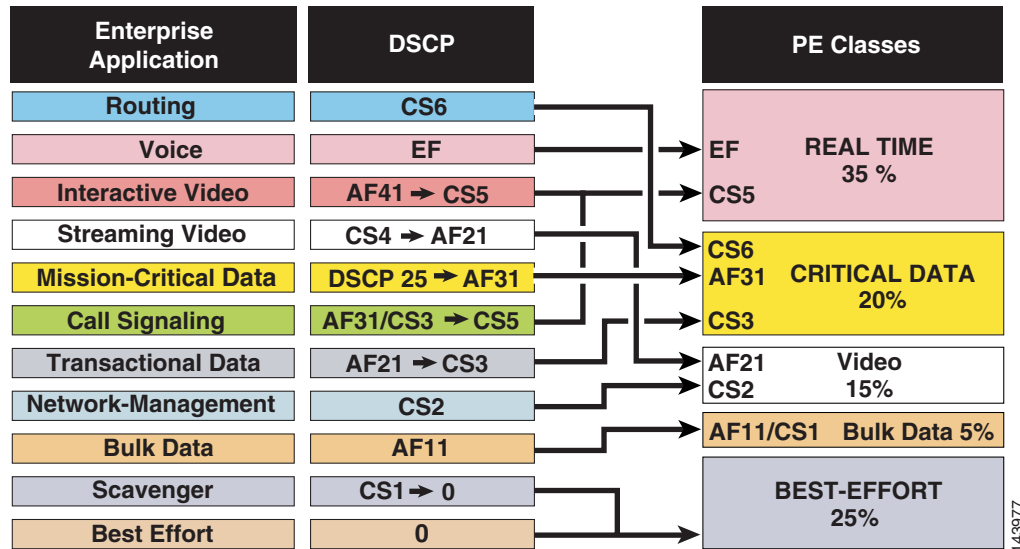 Enterprise
Application
DSCP
PE Classes
Routing
CS6
Voice
EF
Interactive Video
AF41 → CS5
Streaming Video
CS4 → AF21
Mission-Critical Data
DSCP 25 → AF31
Call Signaling
AF31/CS3 → CS5
Transactional Data
AF21 → CS3
Network-Management
CS2
Bulk Data
AF11
Scavenger
CS1 → 0
Best Effort
0
EF
REAL TIME
35 %
CS5
CS6
AF31
CRITICAL DATA
20%
CS3
AF21 Video
CS2 15%
AF11/CS1 Bulk Data 5%
BEST-EFFORT
25%
143977